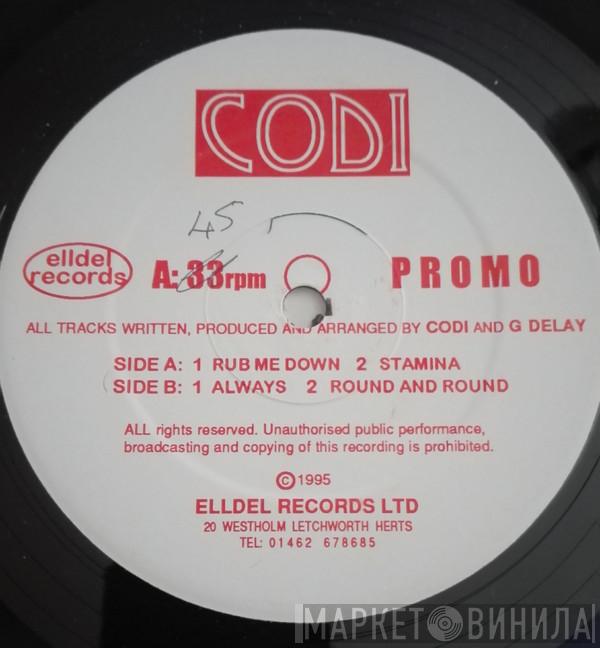 CODI
45
elldel
records
A: 33rpm
PROMO
ALL TRACKS WRITTEN, PRODUCED AND ARRANGED BY CODI AND G DELAY
SIDE A: 1 RUB ME DOWN 2 STAMINA
SIDE B: 1 ALWAYS 2 ROUND AND ROUND
ALL rights reserved. Unauthorised public performance,
broadcasting and copying of this recording is prohibited.
©1995
ELLDEL RECORDS LTD
20 WESTHOLM LETCHWORTH HERTS
TEL: 01462 678685
МАРКЕТ ВИНИЛА